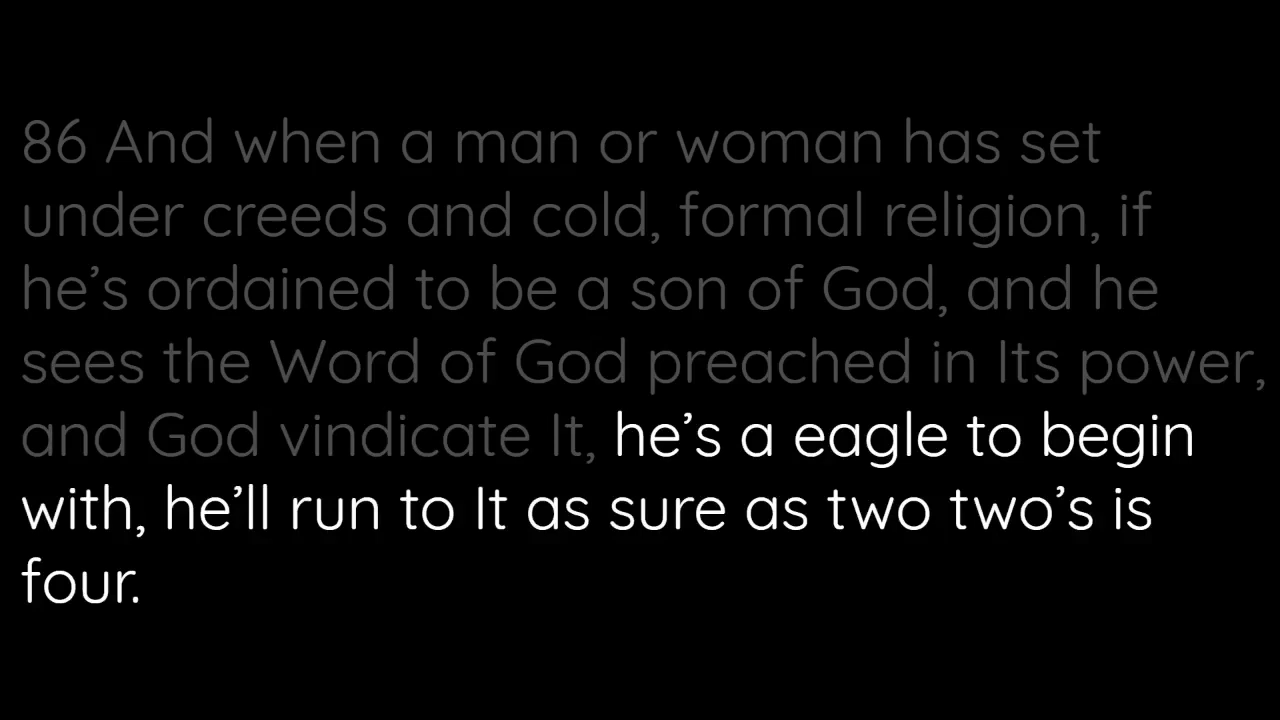 86 And when a man or woman has set
under creeds and cold, formal religion, if
he’s ordained to be a son of God, and he
sees the Word of God preached in Its power,
and God vindicate It, he’s a eagle to begin
with, he’ll run to It as sure as two two’s is
four.